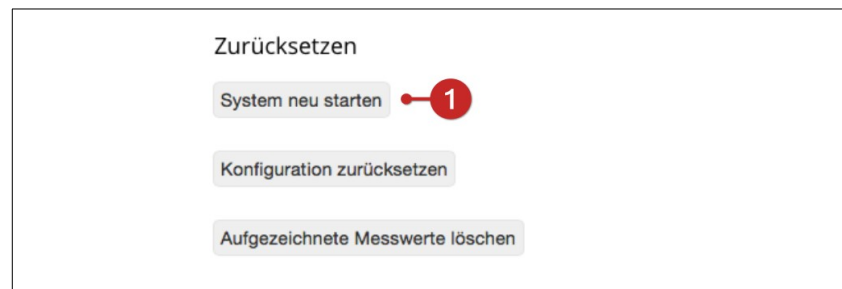 Zurücksetzen
System neu starten 1
Konfiguration zurücksetzen
Aufgezeichnete Messwerte löschen